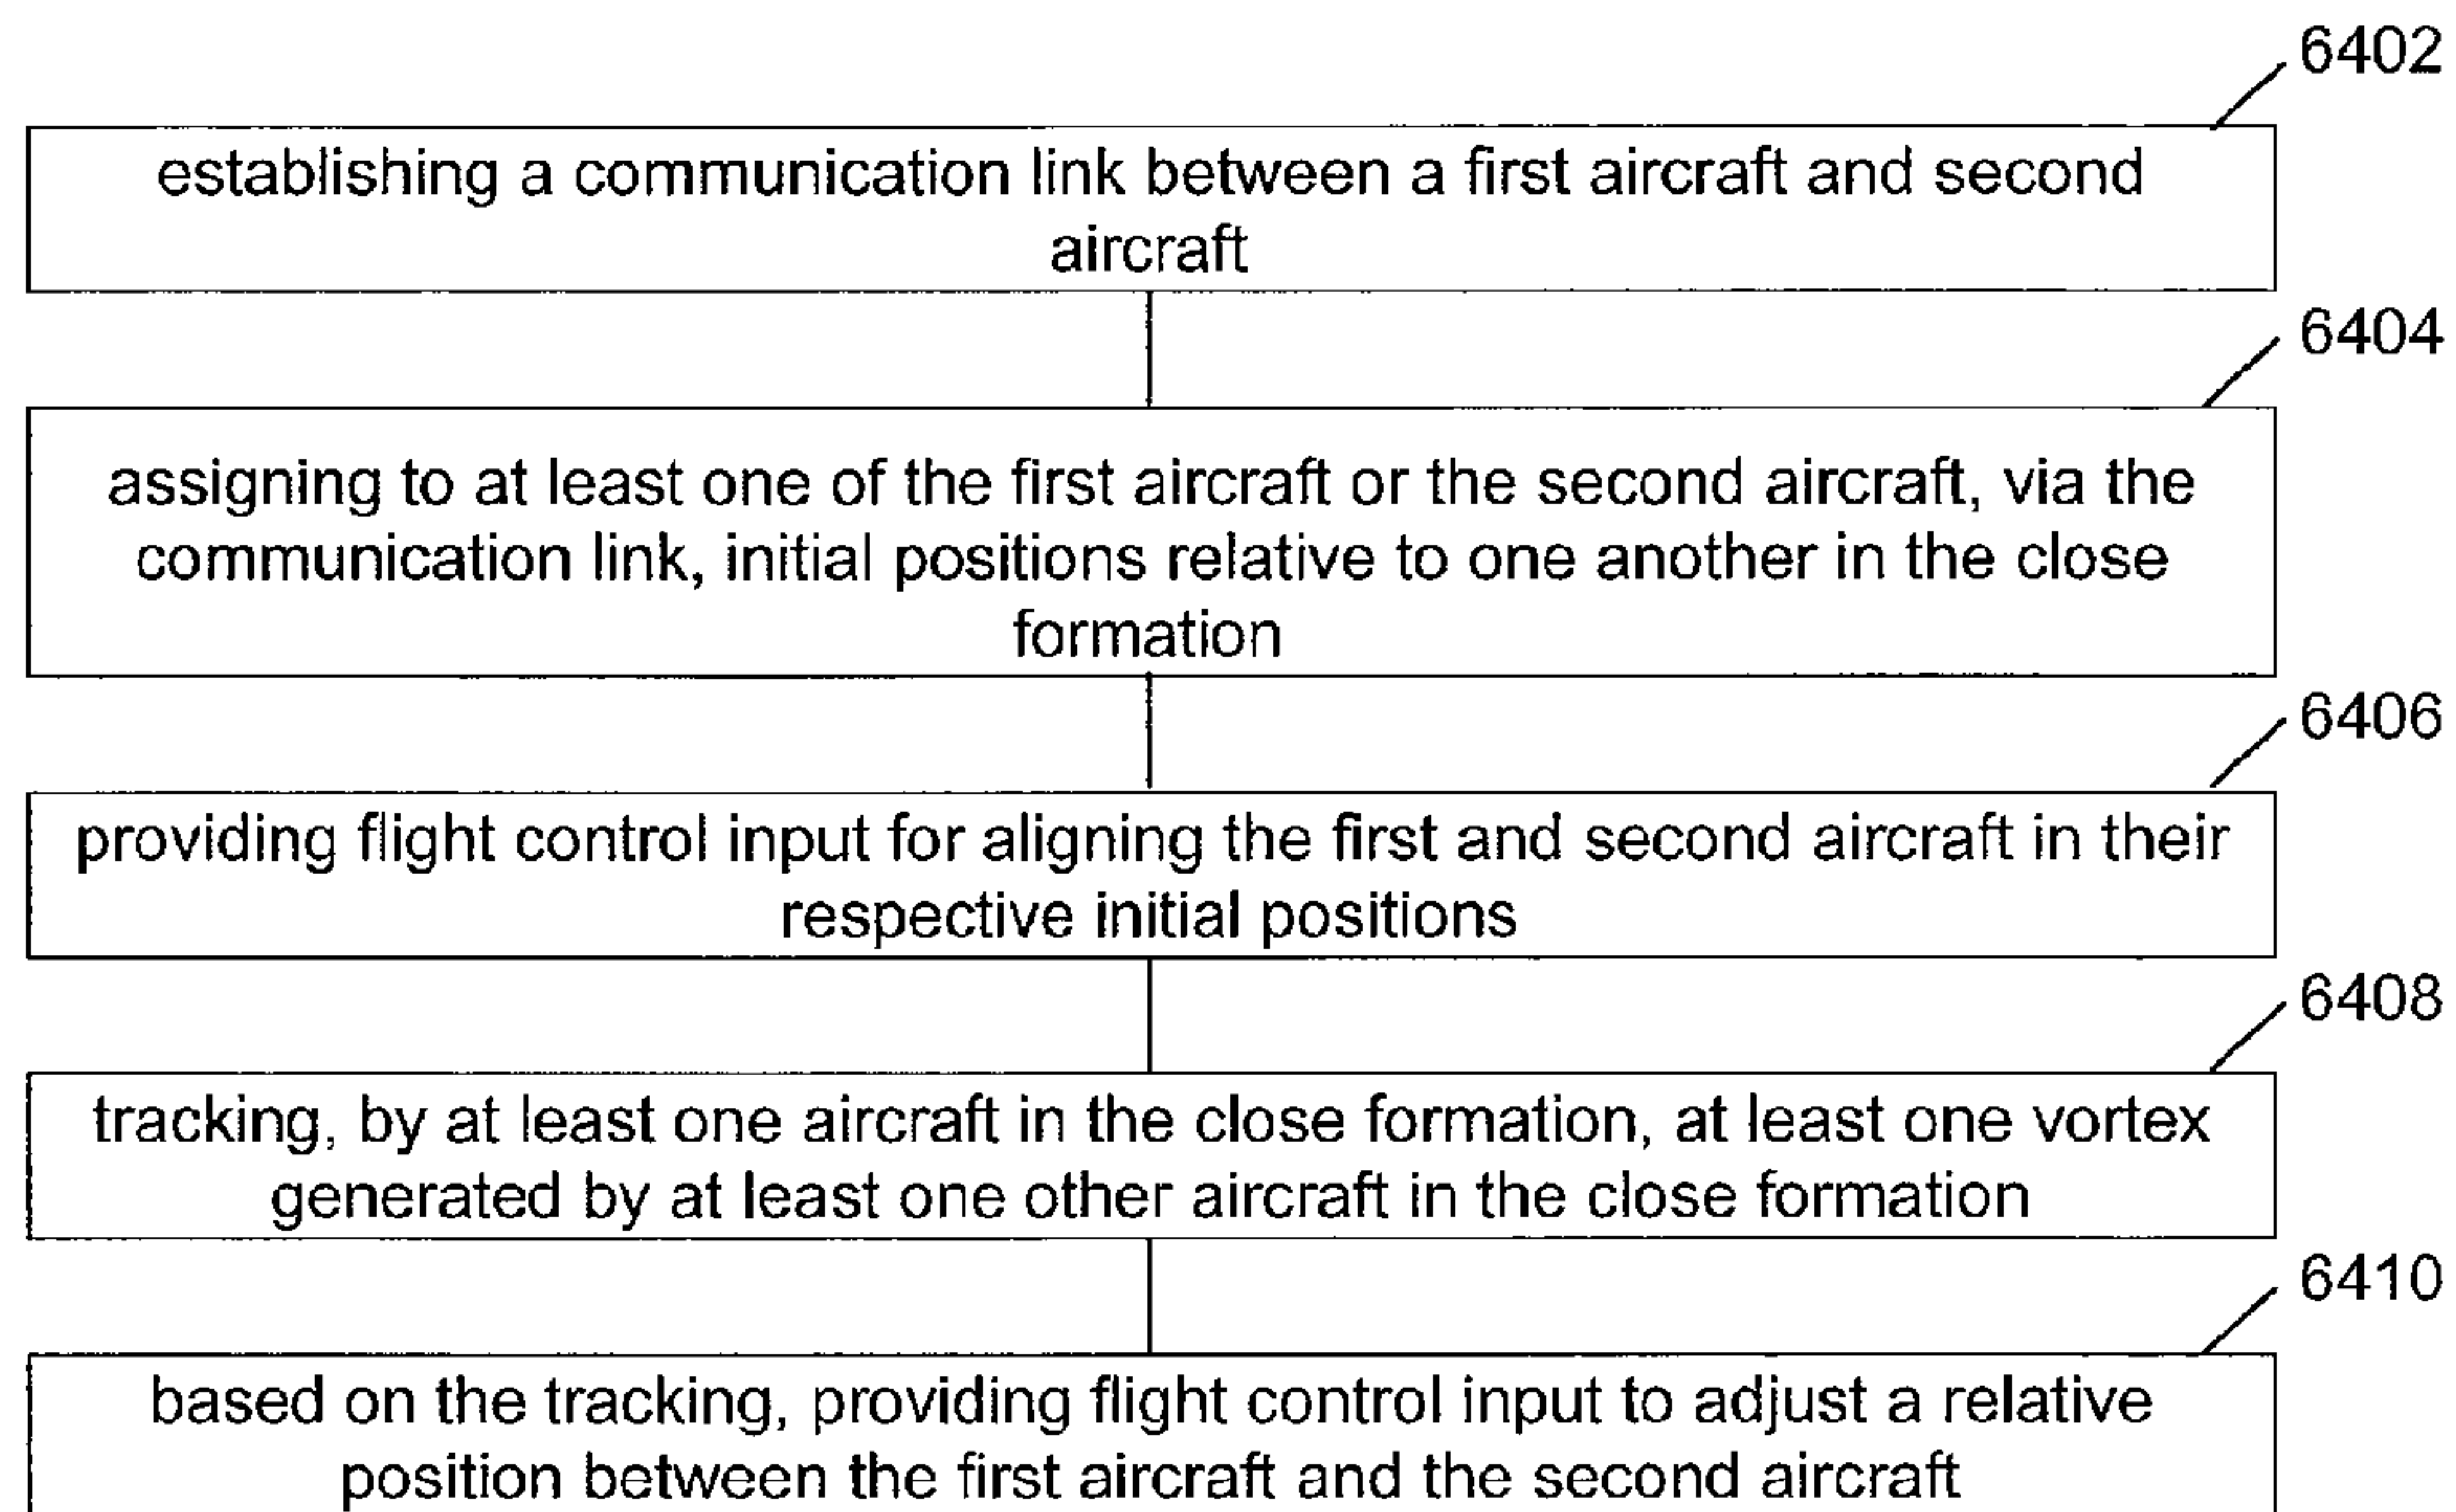 6402
establishing a communication link between a first aircraft and second
aircraft
6404
assigning to at least one of the first aircraft or the second aircraft, via the
communication link, initial positions relative to one another in the close
formation
6406
providing flight control input for aligning the first and second aircraft in their
respective initial positions
6408
tracking, by at least one aircraft in the close formation, at least one vortex
generated by at least one other aircraft in the close formation
6410
based on the tracking, providing flight control input to adjust a relative
position between the first aircraft and the second aircraft